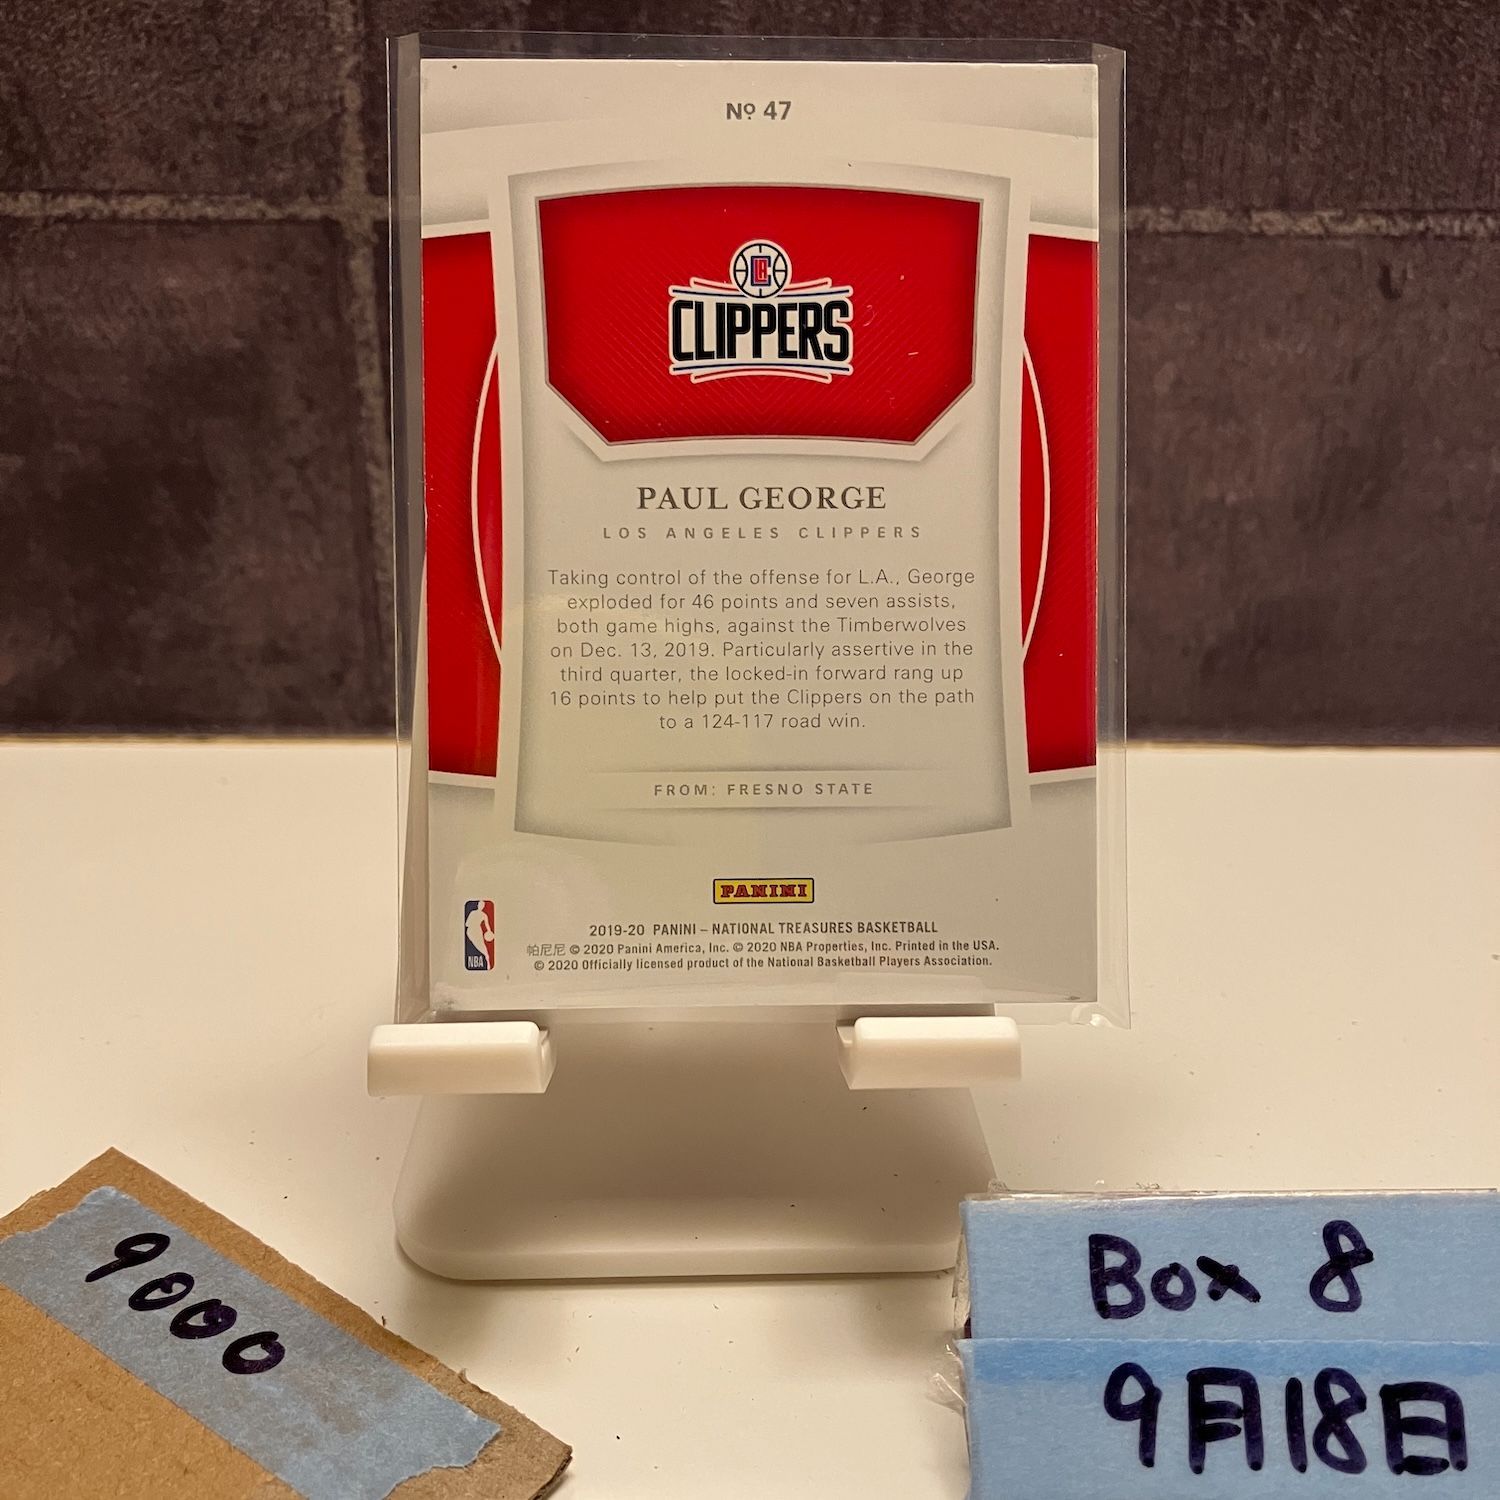 Nº 47
LAC
CLIPPERS
PAUL GEORGE
LOS ANGELES CLIPPERS
Taking control of the offense for L.A., George
exploded for 46 points and seven assists,
both game highs, against the Timberwolves
on Dec. 13, 2019. Particularly assertive in the
third quarter, the locked-in forward rang up
16 points to help put the Clippers on the path
to a 124-117 road win.
FROM: FRESNO STATE
PANINI
NBA
2019-20 PANINI – NATIONAL TREASURES BASKETBALL
帕尼尼 © 2020 Panini America, Inc. © 2020 NBA Properties, Inc. Printed in the USA.
© 2020 Officially licensed product of the National Basketball Players Association.
9000
Box 8
9月18日